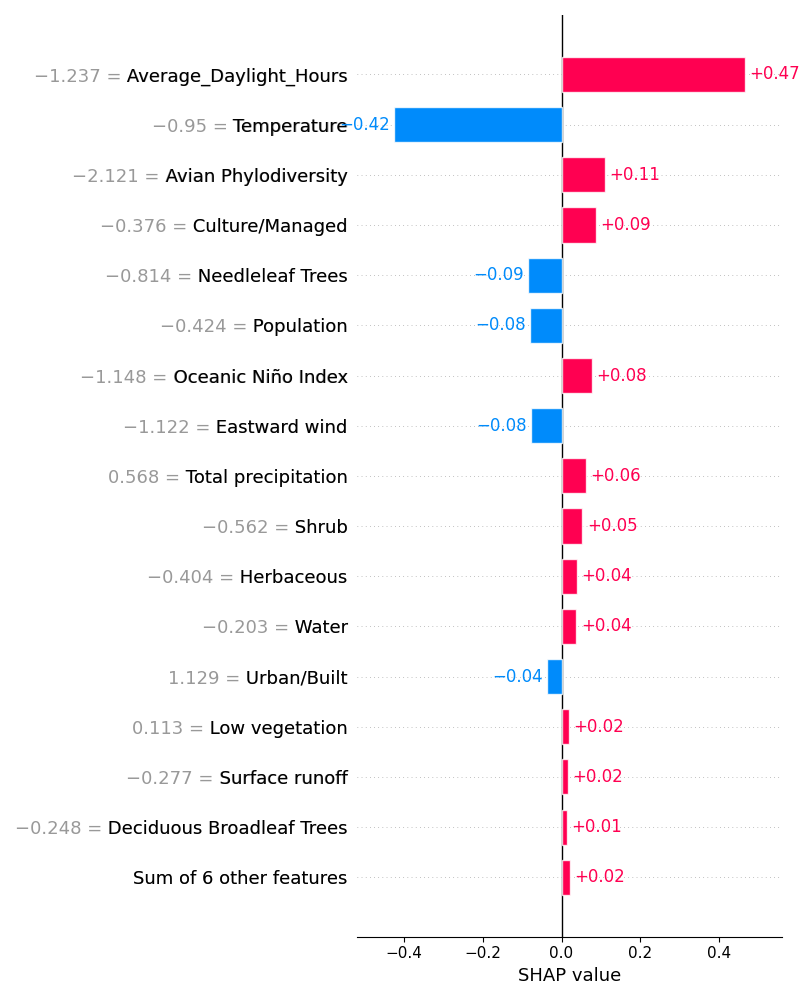 −1.237 = Average_Daylight_Hours +0.47
−0.95 = Temperature −0.42
−2.121 = Avian Phylodiversity +0.11
−0.376 = Culture/Managed +0.09
−0.814 = Needleleaf Trees −0.09
−0.424 = Population −0.08
−1.148 = Oceanic Niño Index +0.08
−1.122 = Eastward wind −0.08
0.568 = Total precipitation +0.06
−0.562 = Shrub +0.05
−0.404 = Herbaceous +0.04
−0.203 = Water +0.04
1.129 = Urban/Built −0.04
0.113 = Low vegetation +0.02
−0.277 = Surface runoff +0.02
−0.248 = Deciduous Broadleaf Trees +0.01
Sum of 6 other features +0.02
−0.4 −0.2 0.0 0.2 0.4
SHAP value